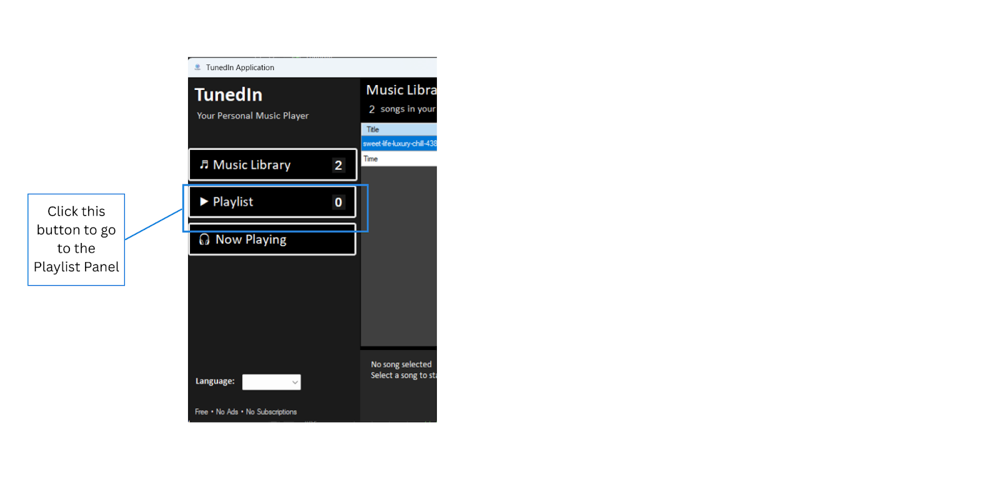 TunedIn Application
TunedIn
Your Personal Music Player
Music Library 2
Playlist 0
Now Playing
Language:
Free • No Ads • No Subscriptions
Music Libra
2 songs in your
Title
sweet-life-luxury-chill-438
Time
No song selected
Select a song to sta
Click this
button to go
to the
Playlist Panel